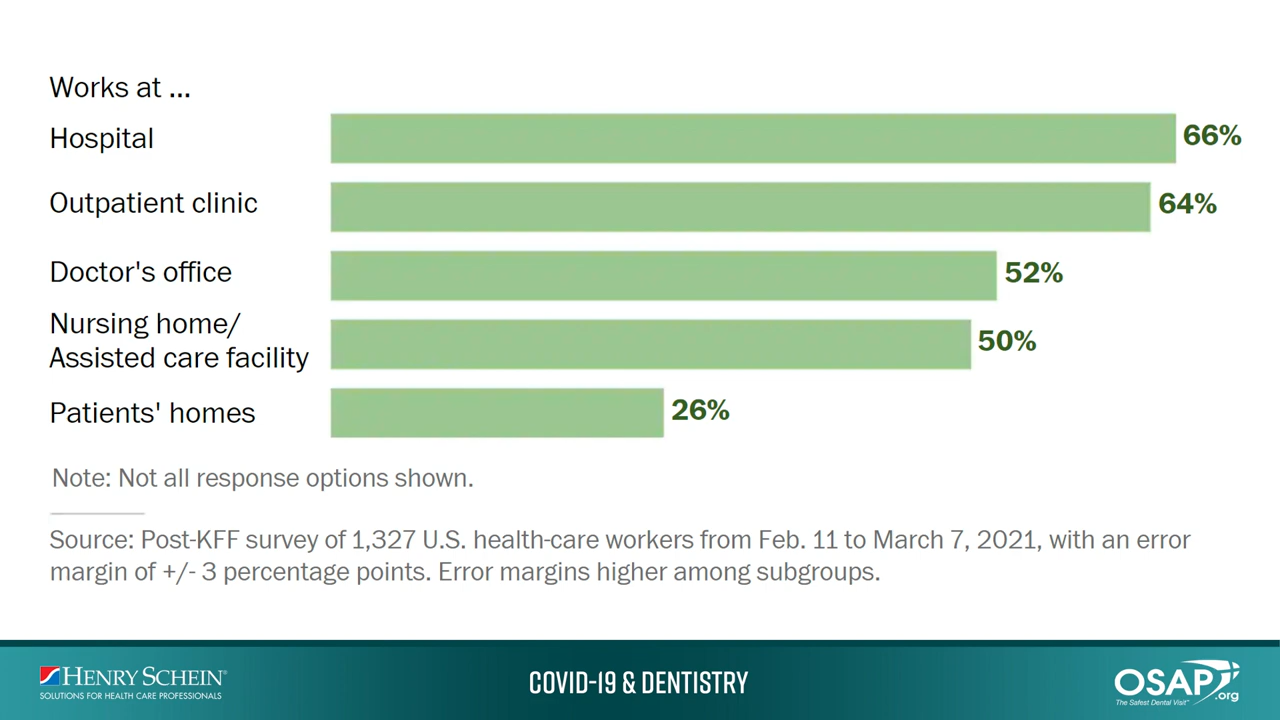 Works at ...
Hospital
66%
Outpatient clinic
64%
Doctor's office
52%
Nursing home/
Assisted care facility
50%
Patients' homes
26%
Note: Not all response options shown.
Source: Post-KFF survey of 1,327 U.S. health-care workers from Feb. 11 to March 7, 2021, with an error
margin of +/- 3 percentage points. Error margins higher among subgroups.
HENRY SCHEIN®
SOLUTIONS FOR HEALTH CARE PROFESSIONALS
COVID-19 & DENTISTRY
OSAP.org
The Safest Dental Visit™